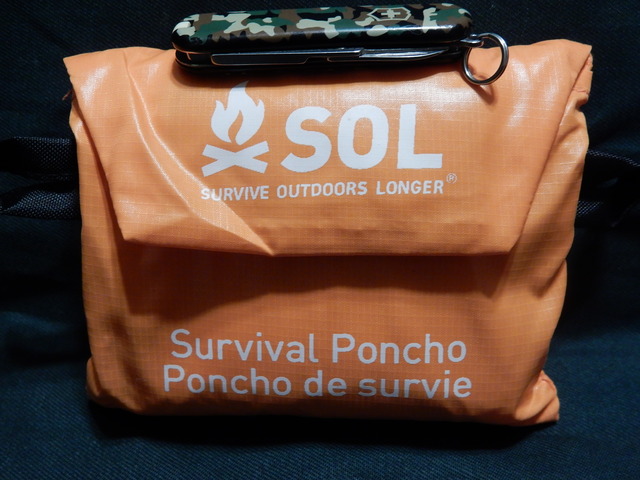 SOL
SURVIVE OUTDOORS LONGER®
Survival Poncho
Poncho de survie